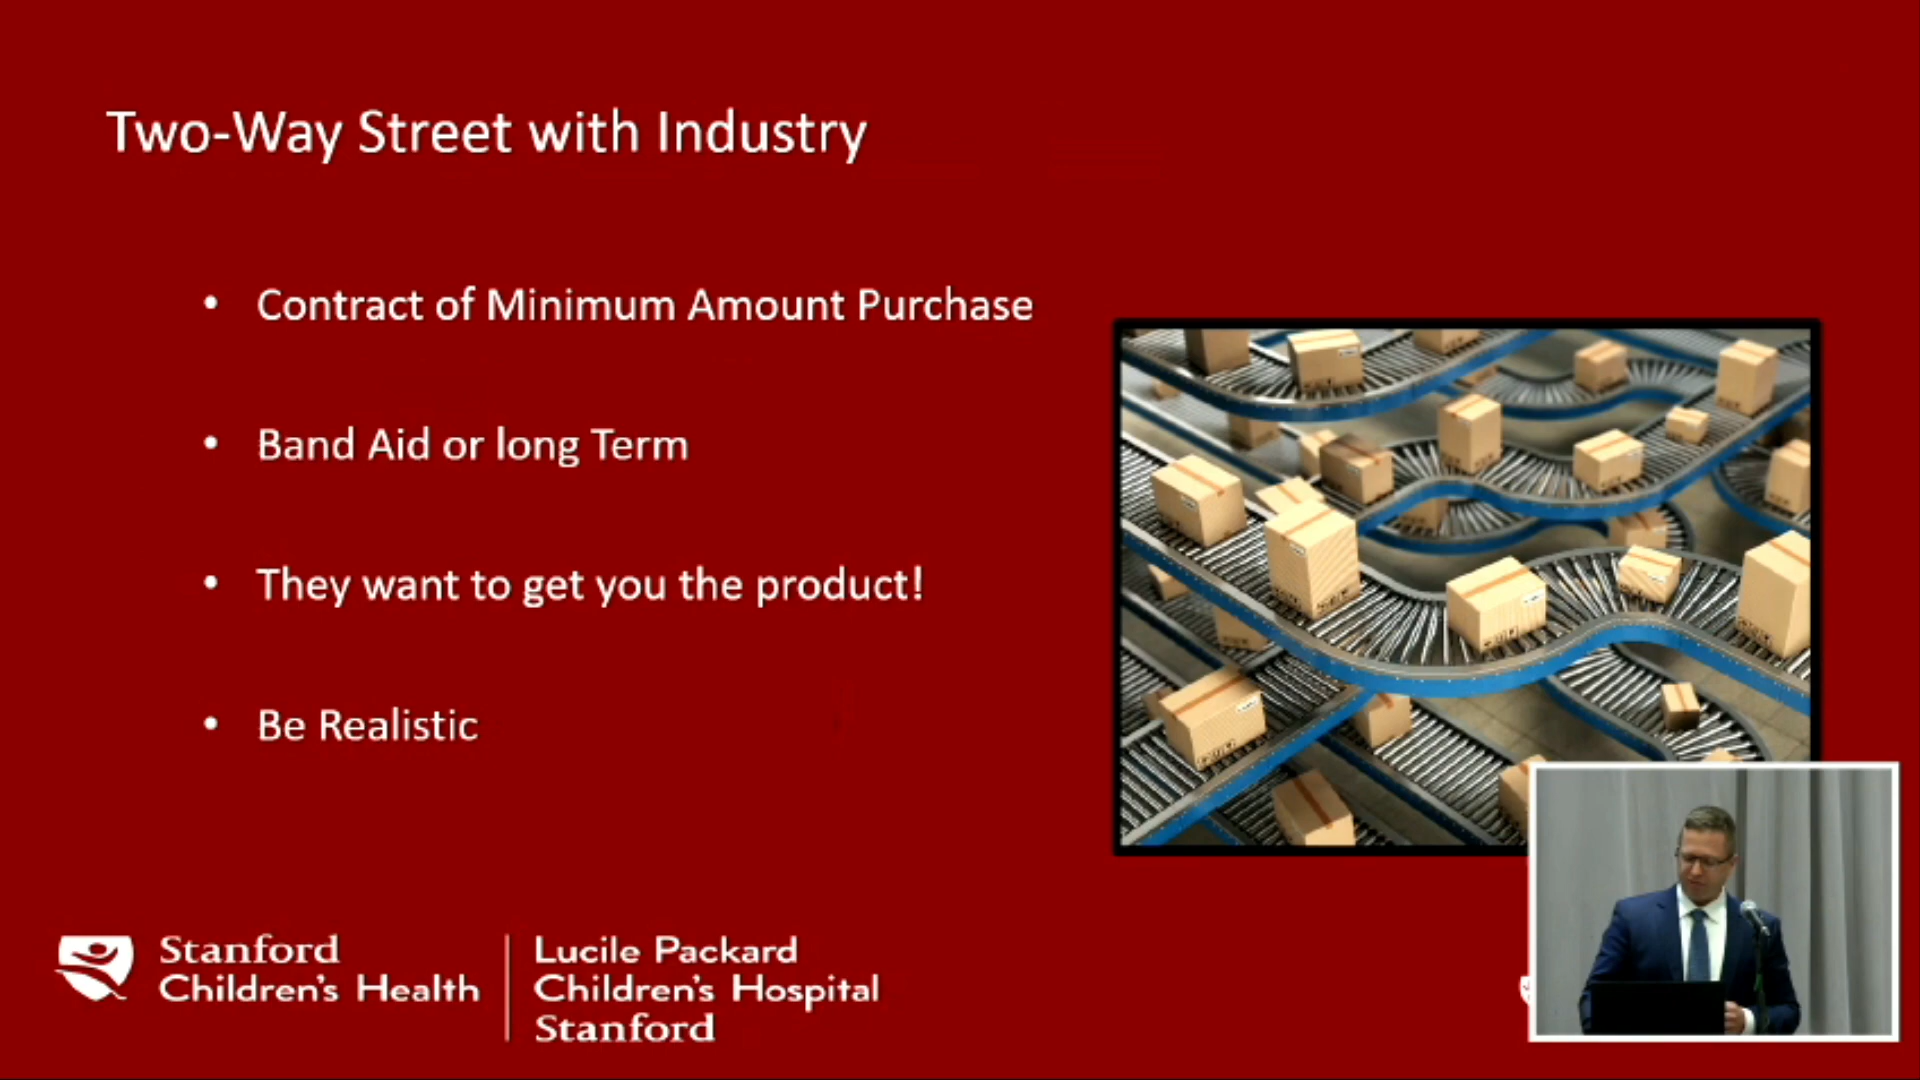 Two-Way Street with Industry
• Contract of Minimum Amount Purchase
• Band Aid or long Term
• They want to get you the product!
• Be Realistic
Stanford
Children's Health
Lucile Packard
Children's Hospital
Stanford